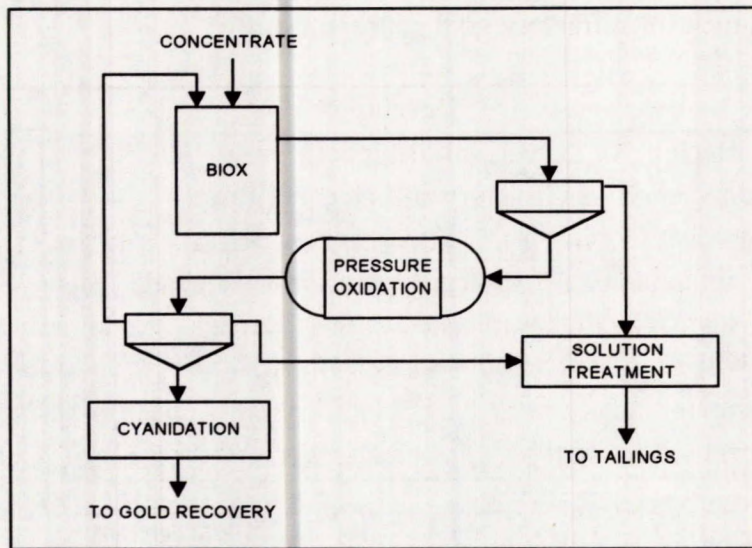 CONCENTRATE
BIOX
PRESSURE
OXIDATION
SOLUTION
TREATMENT
CYANIDATION
TO TAILINGS
TO GOLD RECOVERY